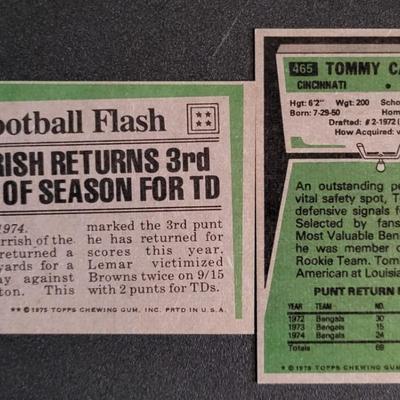 ootball Flash
RISH RETURNS 3rd
OF SEASON FOR TD
1974.
rrish of the
returned a
yards for a
ay against
ton. This
marked the 3rd punt
he has returned for
scores this year.
Lemar victimized
Browns twice on 9/15
with 2 punts for TDs.
** © 1975 TOPPS CHEWING GUM, INC. PRTD IN U.S.A.
465 TOMMY CA
CINCINNATI
Hgt: 6'2" Wgt: 200 Scho
Born: 7-29-50 Hom
Drafted: #2-1972 (
How Acquired: v
An outstanding pe
vital safety spot, T
defensive signals fo
Selected by fans
Most Valuable Ben
he was member o
Rookie Team. Tom
American at Louisia
PUNT RETURN R
YEAR TEAM NO.
1972 Bengals 30
1973 Bengals 15
1974 Bengals 24
Totals 69
* © 1975 TOPPS CHEWING GUM, IN